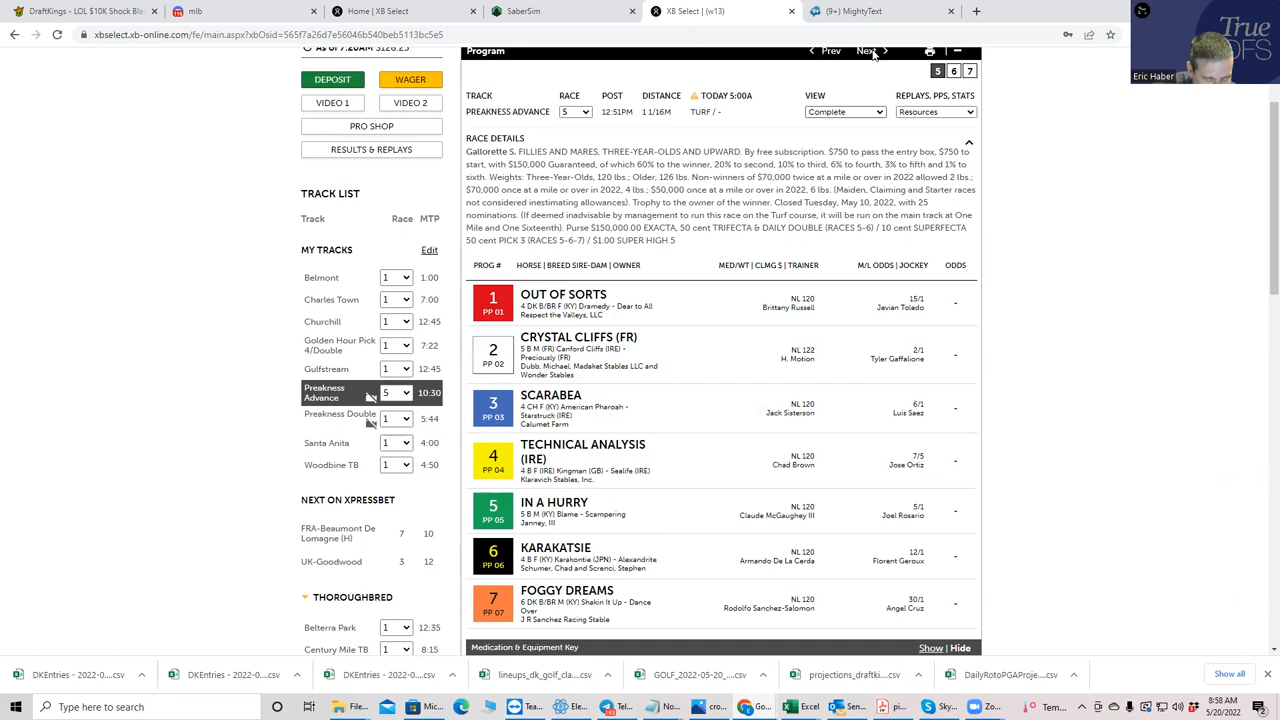 DraftKings - LOL $10K Shock Bla
mlb
Home | XB Select
SaberSim
XB Select | (w13)
(9+) MightyText
xbselect.xb-online.com/fe/main.aspx?xbOsid=565f7a26d7e56046b540beb5113bc5e5
True
DFS
Eric Haber
As of 7:20AM $128.25
DEPOSIT
WAGER
VIDEO 1
VIDEO 2
PRO SHOP
RESULTS & REPLAYS
TRACK LIST
Track Race MTP
MY TRACKS Edit
Belmont 1 1:00
Charles Town 1 7:00
Churchill 1 12:45
Golden Hour Pick
4/Double 1 7:22
Gulfstream 1 12:45
Preakness
Advance 5 10:30
Preakness Double 1 5:44
Santa Anita 1 4:00
Woodbine TB 1 4:50
NEXT ON XPRESSBET
FRA-Beaumont De
Lomagne (H) 7 10
UK-Goodwood 3 12
THOROUGHBRED
Belterra Park 1 12:35
Century Mile TB 1 8:15
Program Prev Next
5 6 7
TRACK RACE POST DISTANCE TODAY 5:00A VIEW REPLAYS, PPS, STATS
PREAKNESS ADVANCE 5 12:51PM 1 1/16M TURF / - Complete Resources
RACE DETAILS
Gallorette S. FILLIES AND MARES, THREE-YEAR-OLDS AND UPWARD. By free subscription. $750 to pass the entry box, $750 to
start, with $150,000 Guaranteed, of which 60% to the winner, 20% to second, 10% to third, 6% to fourth, 3% to fifth and 1% to
sixth. Weights: Three-Year-Olds, 120 lbs.; Older, 126 lbs. Non-winners of $70,000 twice at a mile or over in 2022 allowed 2 lbs.;
$70,000 once at a mile or over in 2022, 4 lbs.; $50,000 once at a mile or over in 2022, 6 lbs. (Maiden, Claiming and Starter races
not considered inestimating allowances). Trophy to the owner of the winner. Closed Tuesday, May 10, 2022, with 25
nominations. (If deemed inadvisable by management to run this race on the Turf course, it will be run on the main track at One
Mile and One Sixteenth). Purse $150,000.00 EXACTA, 50 cent TRIFECTA & DAILY DOUBLE (RACES 5-6) / 10 cent SUPERFECTA
50 cent PICK 3 (RACES 5-6-7) / $1.00 SUPER HIGH 5
PROG # HORSE | BREED SIRE-DAM | OWNER MED/WT | CLMG $ | TRAINER M/L ODDS | JOCKEY ODDS
1
PP 01
OUT OF SORTS
4 DK B/BR F (KY) Dramedy - Dear to All
Respect the Valleys, LLC
NL 120
Brittany Russell
15/1
Jevian Toledo
-
2
PP 02
CRYSTAL CLIFFS (FR)
5 B M (FR) Canford Cliffs (IRE) -
Preciously (FR)
Dubb, Michael, Madaket Stables LLC and
Wonder Stables
NL 122
H. Motion
2/1
Tyler Gaffalione
-
3
PP 03
SCARABEA
4 CH F (KY) American Pharoah -
Starstruck (IRE)
Calumet Farm
NL 120
Jack Sisterson
6/1
Luis Saez
-
4
PP 04
TECHNICAL ANALYSIS
(IRE)
4 B F (IRE) Kingman (GB) - Sealife (IRE)
Klaravich Stables, Inc.
NL 120
Chad Brown
7/5
Jose Ortiz
-
5
PP 05
IN A HURRY
5 B M (KY) Blame - Scampering
Janney, III
NL 120
Claude McGaughey III
5/1
Joel Rosario
-
6
PP 06
KARAKATSIE
4 B F (KY) Karakontie (JPN) - Alexandrite
Schumer, Chad and Screnci, Stephen
NL 120
Armando De La Cerda
12/1
Florent Geroux
-
7
PP 07
FOGGY DREAMS
6 DK B/BR M (KY) Shakin It Up - Dance
Over
J R Sanchez Racing Stable
NL 120
Rodolfo Sanchez-Salomon
30/1
Angel Cruz
-
Medication & Equipment Key Show | Hide
DKEntries - 2022-0....csv
DKEntries - 2022-0....csv
DKEntries - 2022-0....csv
lineups_dk_golf_cla....csv
GOLF_2022-05-20_....csv
projections_draftki....csv
DailyRotoPGAProje....csv
Show all
Type here to search
File...
Micr...
Team
Ele...
Tel...
No...
cro...
Go...
Excel
Sen...
pi...
Sky...
Zo...
Te...
8:58 AM
5/20/2022